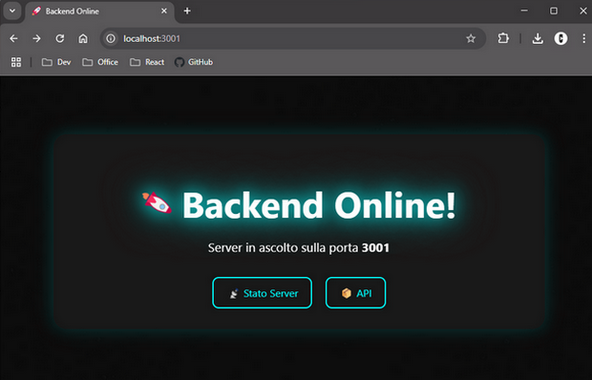 Backend Online
localhost:3001
Dev Office React GitHub
🚀 Backend Online!
Server in ascolto sulla porta 3001
📡 Stato Server 📦 API